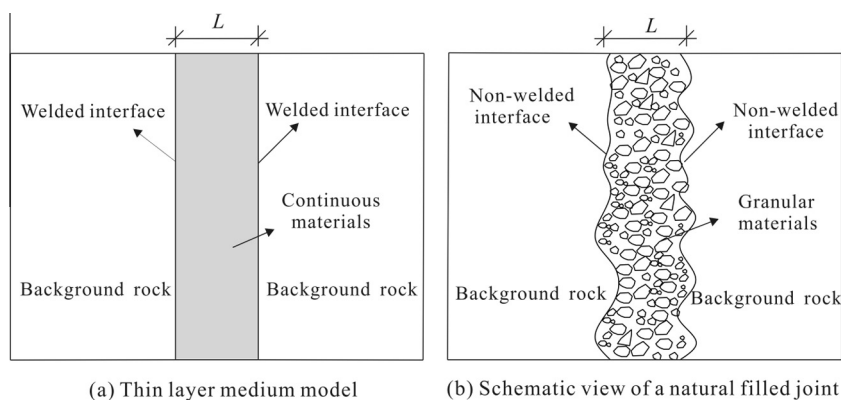 L
Welded interface
Welded interface
Continuous
materials
Background rock
Background rock
(a) Thin layer medium model
L
Non-welded
interface
Non-welded
interface
Granular
materials
Background rock
Background rock
(b) Schematic view of a natural filled joint